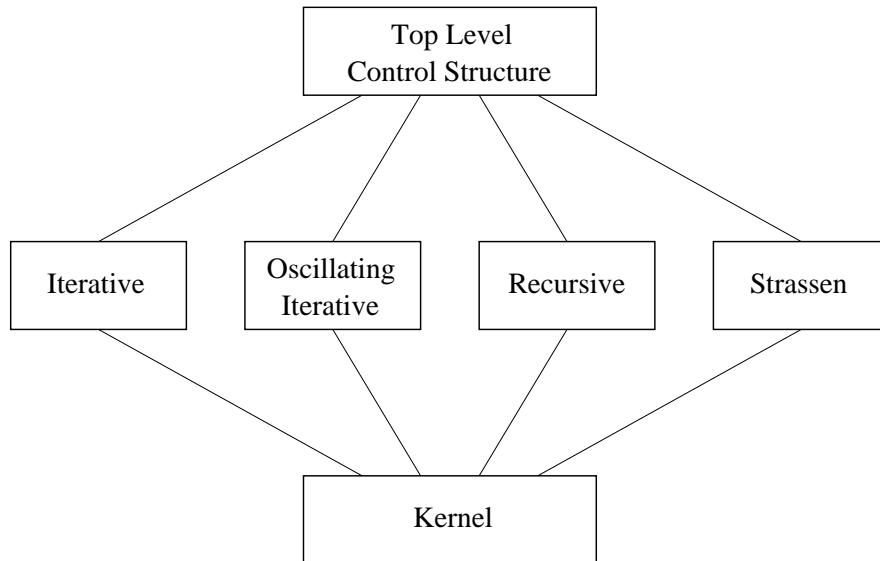 Top Level
Control Structure
Iterative
Oscillating
Iterative
Recursive
Strassen
Kernel